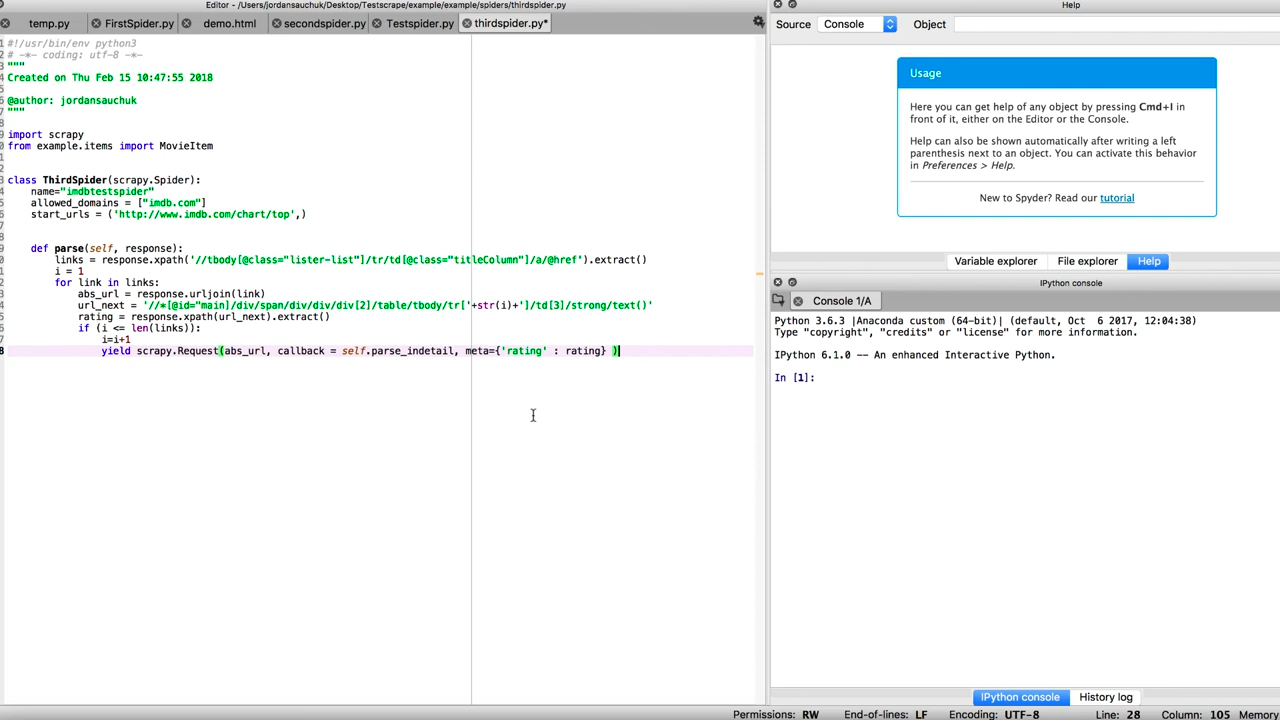 Editor - /Users/jordansauchuk/Desktop/Testscrape/example/example/spiders/thirdspider.py
Help
temp.py
FirstSpider.py
demo.html
secondspider.py
Testspider.py
thirdspider.py*
Source
Console
Object
#!/usr/bin/env python3
# -*- coding: utf-8 -*-
"""
Created on Thu Feb 15 10:47:55 2018
@author: jordansauchuk
"""
import scrapy
from example.items import MovieItem
class ThirdSpider(scrapy.Spider):
name="imdbtestspider"
allowed_domains = ["imdb.com"]
start_urls = ('http://www.imdb.com/chart/top',)
def parse(self, response):
links = response.xpath('//tbody[@class="lister-list"]/tr/td[@class="titleColumn"]/a/@href').extract()
i = 1
for link in links:
abs_url = response.urljoin(link)
url_next = '//*[@id="main]/div/span/div/div/div[2]/table/tbody/tr['+str(i)+']/td[3]/strong/text()'
rating = response.xpath(url_next).extract()
if (i <= len(links)):
i=i+1
8 yield scrapy.Request(abs_url, callback = self.parse_indetail, meta={'rating' : rating} )
Usage
Here you can get help of any object by pressing Cmd+I in
front of it, either on the Editor or the Console.
Help can also be shown automatically after writing a left
parenthesis next to an object. You can activate this behavior
in Preferences > Help.
New to Spyder? Read our tutorial
Variable explorer
File explorer
Help
IPython console
Console 1/A
Python 3.6.3 |Anaconda custom (64-bit)| (default, Oct  6 2017, 12:04:38)
Type "copyright", "credits" or "license" for more information.
IPython 6.1.0 -- An enhanced Interactive Python.
In [1]:
IPython console
History log
Permissions: RW
End-of-lines: LF
Encoding: UTF-8
Line: 28
Column: 105
Memory